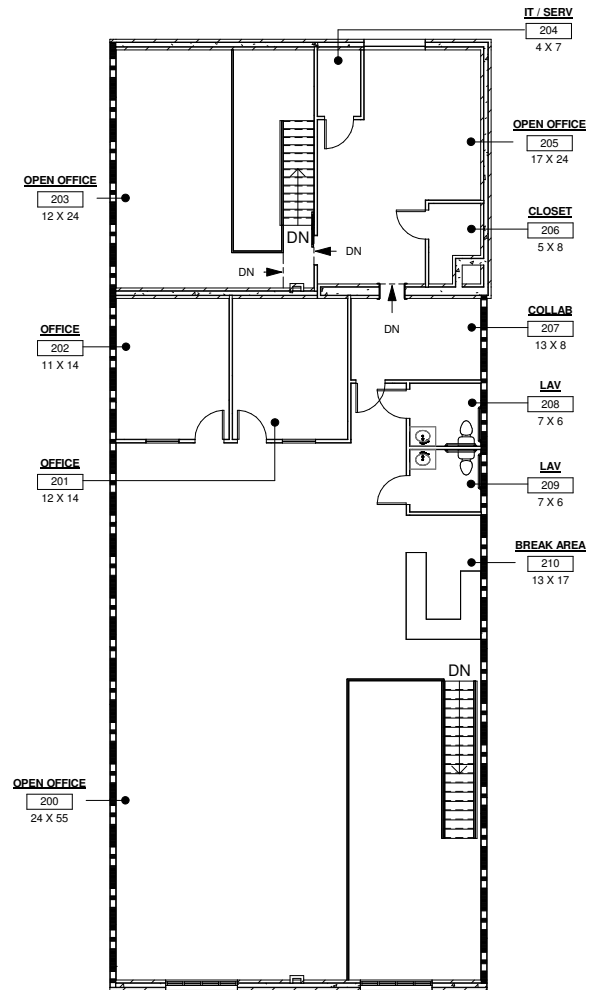 IT / SERV
204
4 X 7
OPEN OFFICE
205
17 X 24
OPEN OFFICE
203
12 X 24
CLOSET
206
5 X 8
DN
DN
DN
DN
OFFICE
202
11 X 14
COLLAB
207
13 X 8
LAV
208
7 X 6
OFFICE
201
12 X 14
LAV
209
7 X 6
BREAK AREA
210
13 X 17
DN
OPEN OFFICE
200
24 X 55